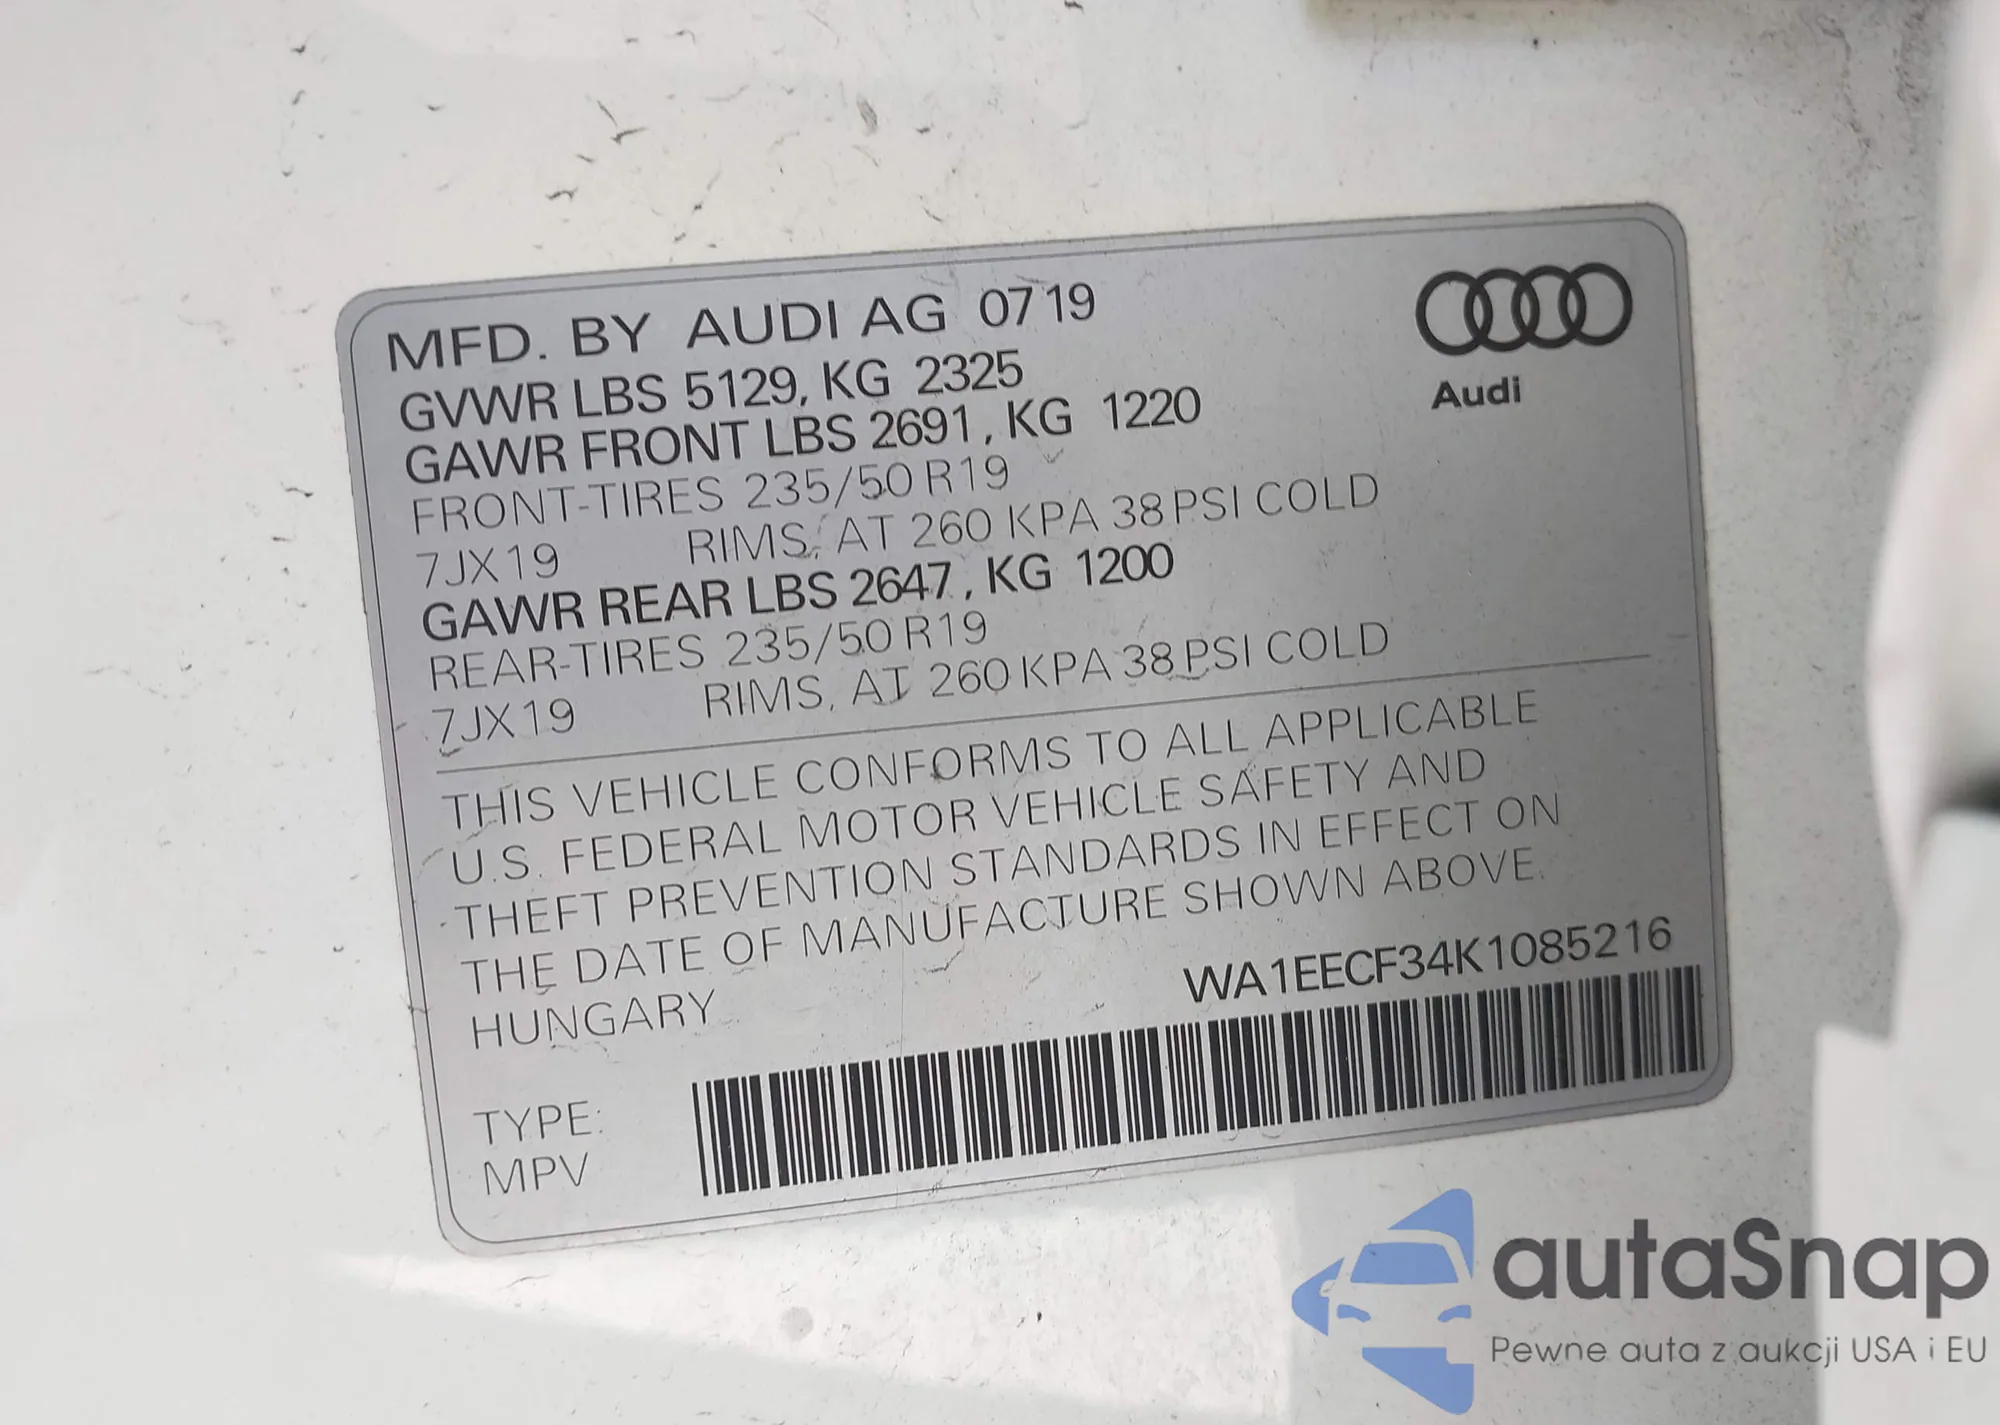 MFD. BY AUDI AG 0719
GVWR LBS 5129, KG 2325
GAWR FRONT LBS 2691, KG 1220
FRONT-TIRES 235/50 R19
7JX19 RIMS, AT 260 KPA 38 PSI COLD
GAWR REAR LBS 2647, KG 1200
REAR-TIRES 235/50 R19
7JX19 RIMS, AT 260 KPA 38 PSI COLD
Audi
THIS VEHICLE CONFORMS TO ALL APPLICABLE
U.S. FEDERAL MOTOR VEHICLE SAFETY AND
THEFT PREVENTION STANDARDS IN EFFECT ON
THE DATE OF MANUFACTURE SHOWN ABOVE.
HUNGARY
WA1EECF34K1085216
TYPE:
MPV
autaSnap
Pewne auta z aukcji USA i EU